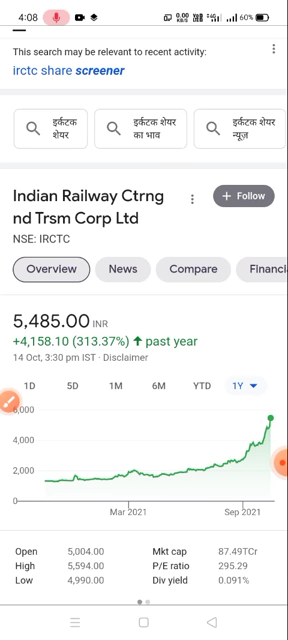 4:08
60%
This search may be relevant to recent activity:
irctc share screener
इर्कटक शेयर
इर्कटक शेयर का भाव
इर्कटक शेयर न्यूज़
Indian Railway Ctrng
nd Trsm Corp Ltd
+ Follow
NSE: IRCTC
Overview
News
Compare
Financi
5,485.00 INR
+4,158.10 (313.37%) past year
14 Oct, 3:30 pm IST · Disclaimer
1D 5D 1M 6M YTD 1Y
6,000
4,000
2,000
0
Mar 2021 Sep 2021
Open 5,004.00 Mkt cap 87.49TCr
High 5,594.00 P/E ratio 295.29
Low 4,990.00 Div yield 0.091%